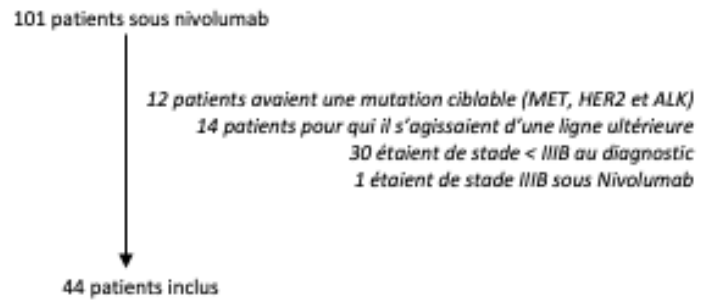 101 patients sous nivolumab
12 patients avaient une mutation ciblable (MET, HER2 et ALK)
14 patients pour qui il s'agissaient d'une ligne ultérieure
30 étaient de stade < IIIB au diagnostic
1 étaient de stade IIIB sous Nivolumab
44 patients inclus